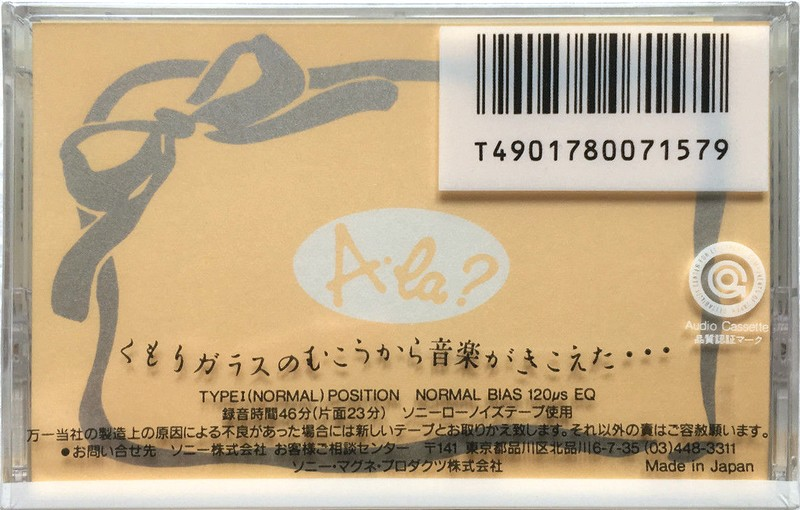 T4901780071579
A・la?
Audio Cassette
品質認証マーク
くもりガラスのむこうから音楽がきこえた・・・
TYPEI(NORMAL)POSITION NORMAL BIAS 120μs EQ
録音時間46分(片面23分) ソニーローノイズテープ使用
万一当社の製造上の原因による不良があった場合には新しいテープとお取りかえ致します。それ以外の責はご容赦願います。
●お問い合せ先 ソニー株式会社 お客様ご相談センター 〒141 東京都品川区北品川6-7-35(03)448-3311
ソニー・マグネ・プロダクツ株式会社
Made in Japan